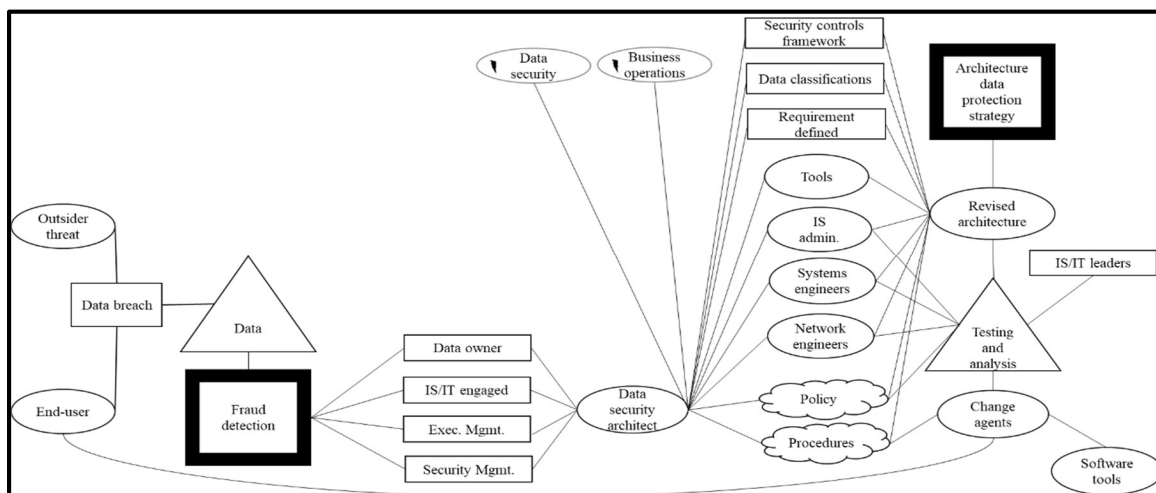 Security controls
framework
Data
security
Business
operations
Data classifications
Architecture
data
protection
strategy
Requirement
defined
Tools
Outsider
threat
IS
admin.
Revised
architecture
IS/IT leaders
Systems
engineers
Data breach
Data
Network
engineers
Testing
and
analysis
Data owner
IS/IT engaged
End-user
Fraud
detection
Data
security
architect
Policy
Change
agents
Exec. Mgmt.
Procedures
Security Mgmt.
Software
tools